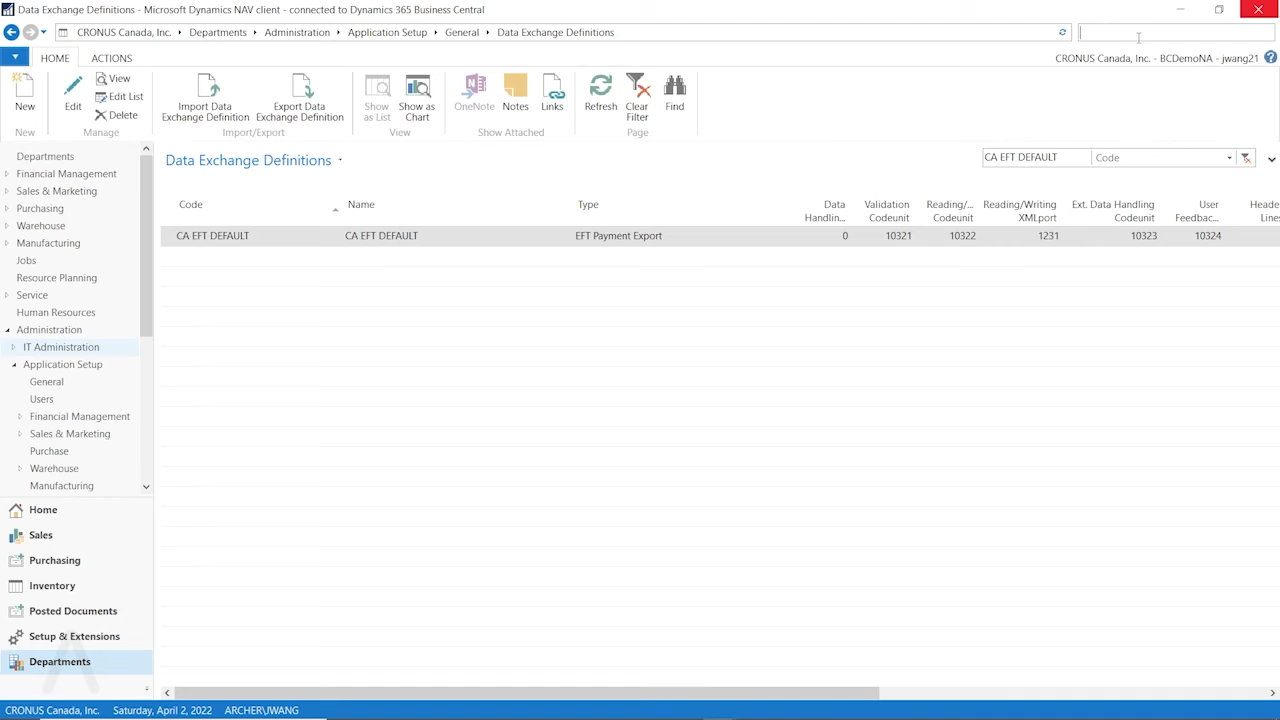 Data Exchange Definitions - Microsoft Dynamics NAV client - connected to Dynamics 365 Business Central
CRONUS Canada, Inc. Departments Administration Application Setup General Data Exchange Definitions
HOME ACTIONS
CRONUS Canada, Inc. - BCDemoNA - jwang21
New
Edit
View
Edit List
Delete
Import Data
Exchange Definition
Export Data
Exchange Definition
Show
as List
Show as
Chart
OneNote
Notes
Links
Refresh
Clear
Filter
Find
New Manage Import/Export View Show Attached Page
Departments
Financial Management
Sales & Marketing
Purchasing
Warehouse
Manufacturing
Jobs
Resource Planning
Service
Human Resources
Administration
IT Administration
Application Setup
General
Users
Financial Management
Sales & Marketing
Purchase
Warehouse
Manufacturing
Home
Sales
Purchasing
Inventory
Posted Documents
Setup & Extensions
Departments
Data Exchange Definitions
CA EFT DEFAULT Code
Code Name Type Data Validation Reading/... Reading/Writing Ext. Data Handling User Heade
Handlin... Codeunit Codeunit XMLport Codeunit Feedbac... Lines
CA EFT DEFAULT CA EFT DEFAULT EFT Payment Export 0 10321 10322 1231 10323 10324
CRONUS Canada, Inc. Saturday, April 2, 2022 ARCHER\JWANG